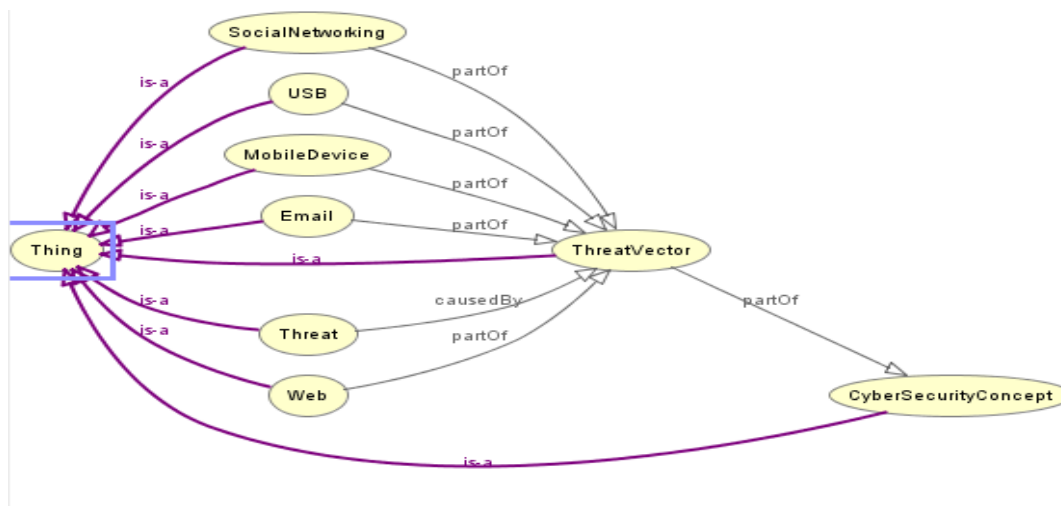 SocialNetworking
partOf
is-a
USB
partOf
is-a
MobileDevice
partOf
is-a
Email
partOf
is-a
Thing
ThreatVector
is-a
causedBy
partOf
is-a
Threat
is-a
partOf
Web
CyberSecurityConcept
is-a